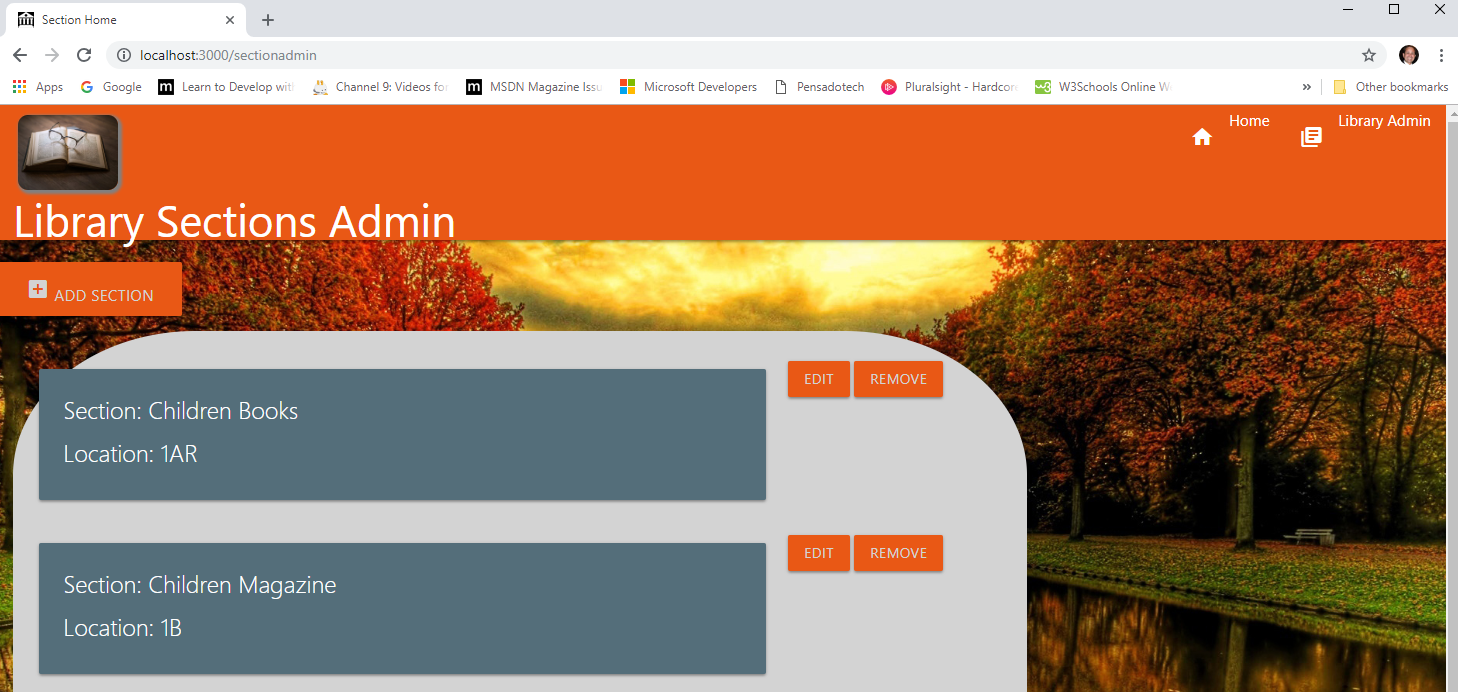 Section Home
localhost:3000/sectionadmin
Apps Google Learn to Develop with Channel 9: Videos for MSDN Magazine Issu Microsoft Developers Pensadotech Pluralsight - Hardcor W3Schools Online W » Other bookmarks
Home Library Admin
Library Sections Admin
ADD SECTION
EDIT REMOVE
Section: Children Books
Location: 1AR
EDIT REMOVE
Section: Children Magazine
Location: 1B